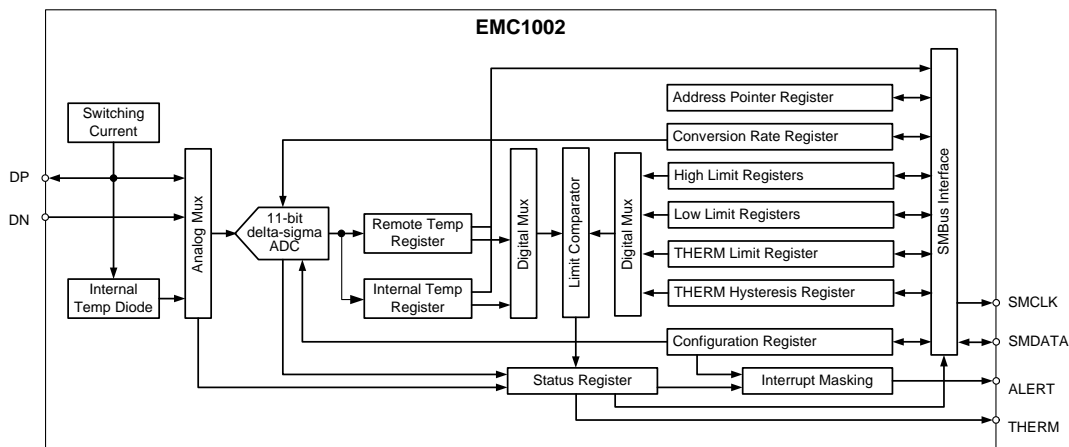 EMC1002
Switching
Current
DP
DN
Internal
Temp Diode
Analog Mux
11-bit
delta-sigma
ADC
Remote Temp
Register
Internal Temp
Register
Digital Mux
Limit Comparator
Digital Mux
Address Pointer Register
Conversion Rate Register
High Limit Registers
Low Limit Registers
THERM Limit Register
THERM Hysteresis Register
Configuration Register
Status Register
Interrupt Masking
SMBus Interface
SMCLK
SMDATA
ALERT
THERM